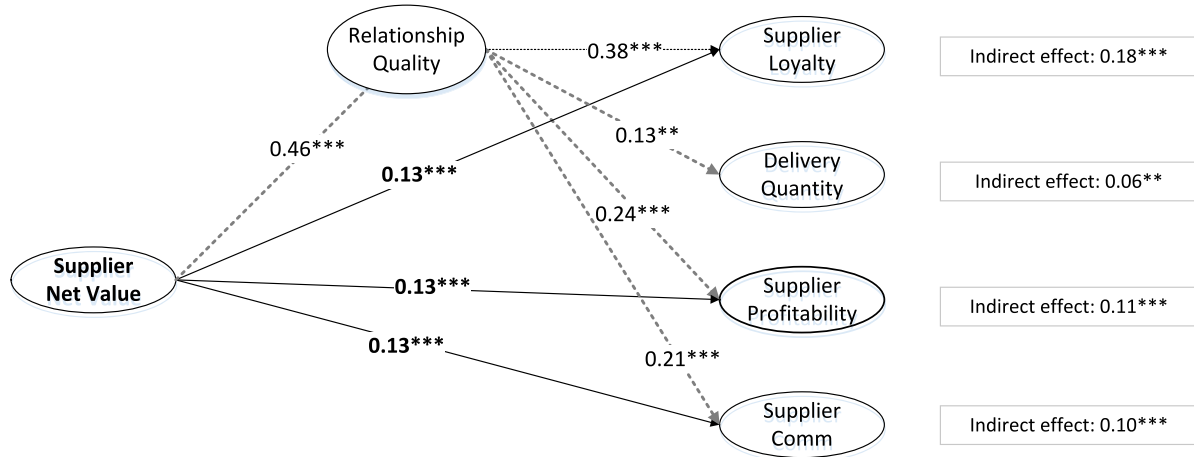 Relationship
Quality
0.38***
Supplier
Loyalty
Indirect effect: 0.18***
0.46***
0.13**
0.13***
Delivery
Quantity
Indirect effect: 0.06**
0.24***
Supplier
Net Value
0.13***
Supplier
Profitability
Indirect effect: 0.11***
0.13***
0.21***
Supplier
Comm
Indirect effect: 0.10***